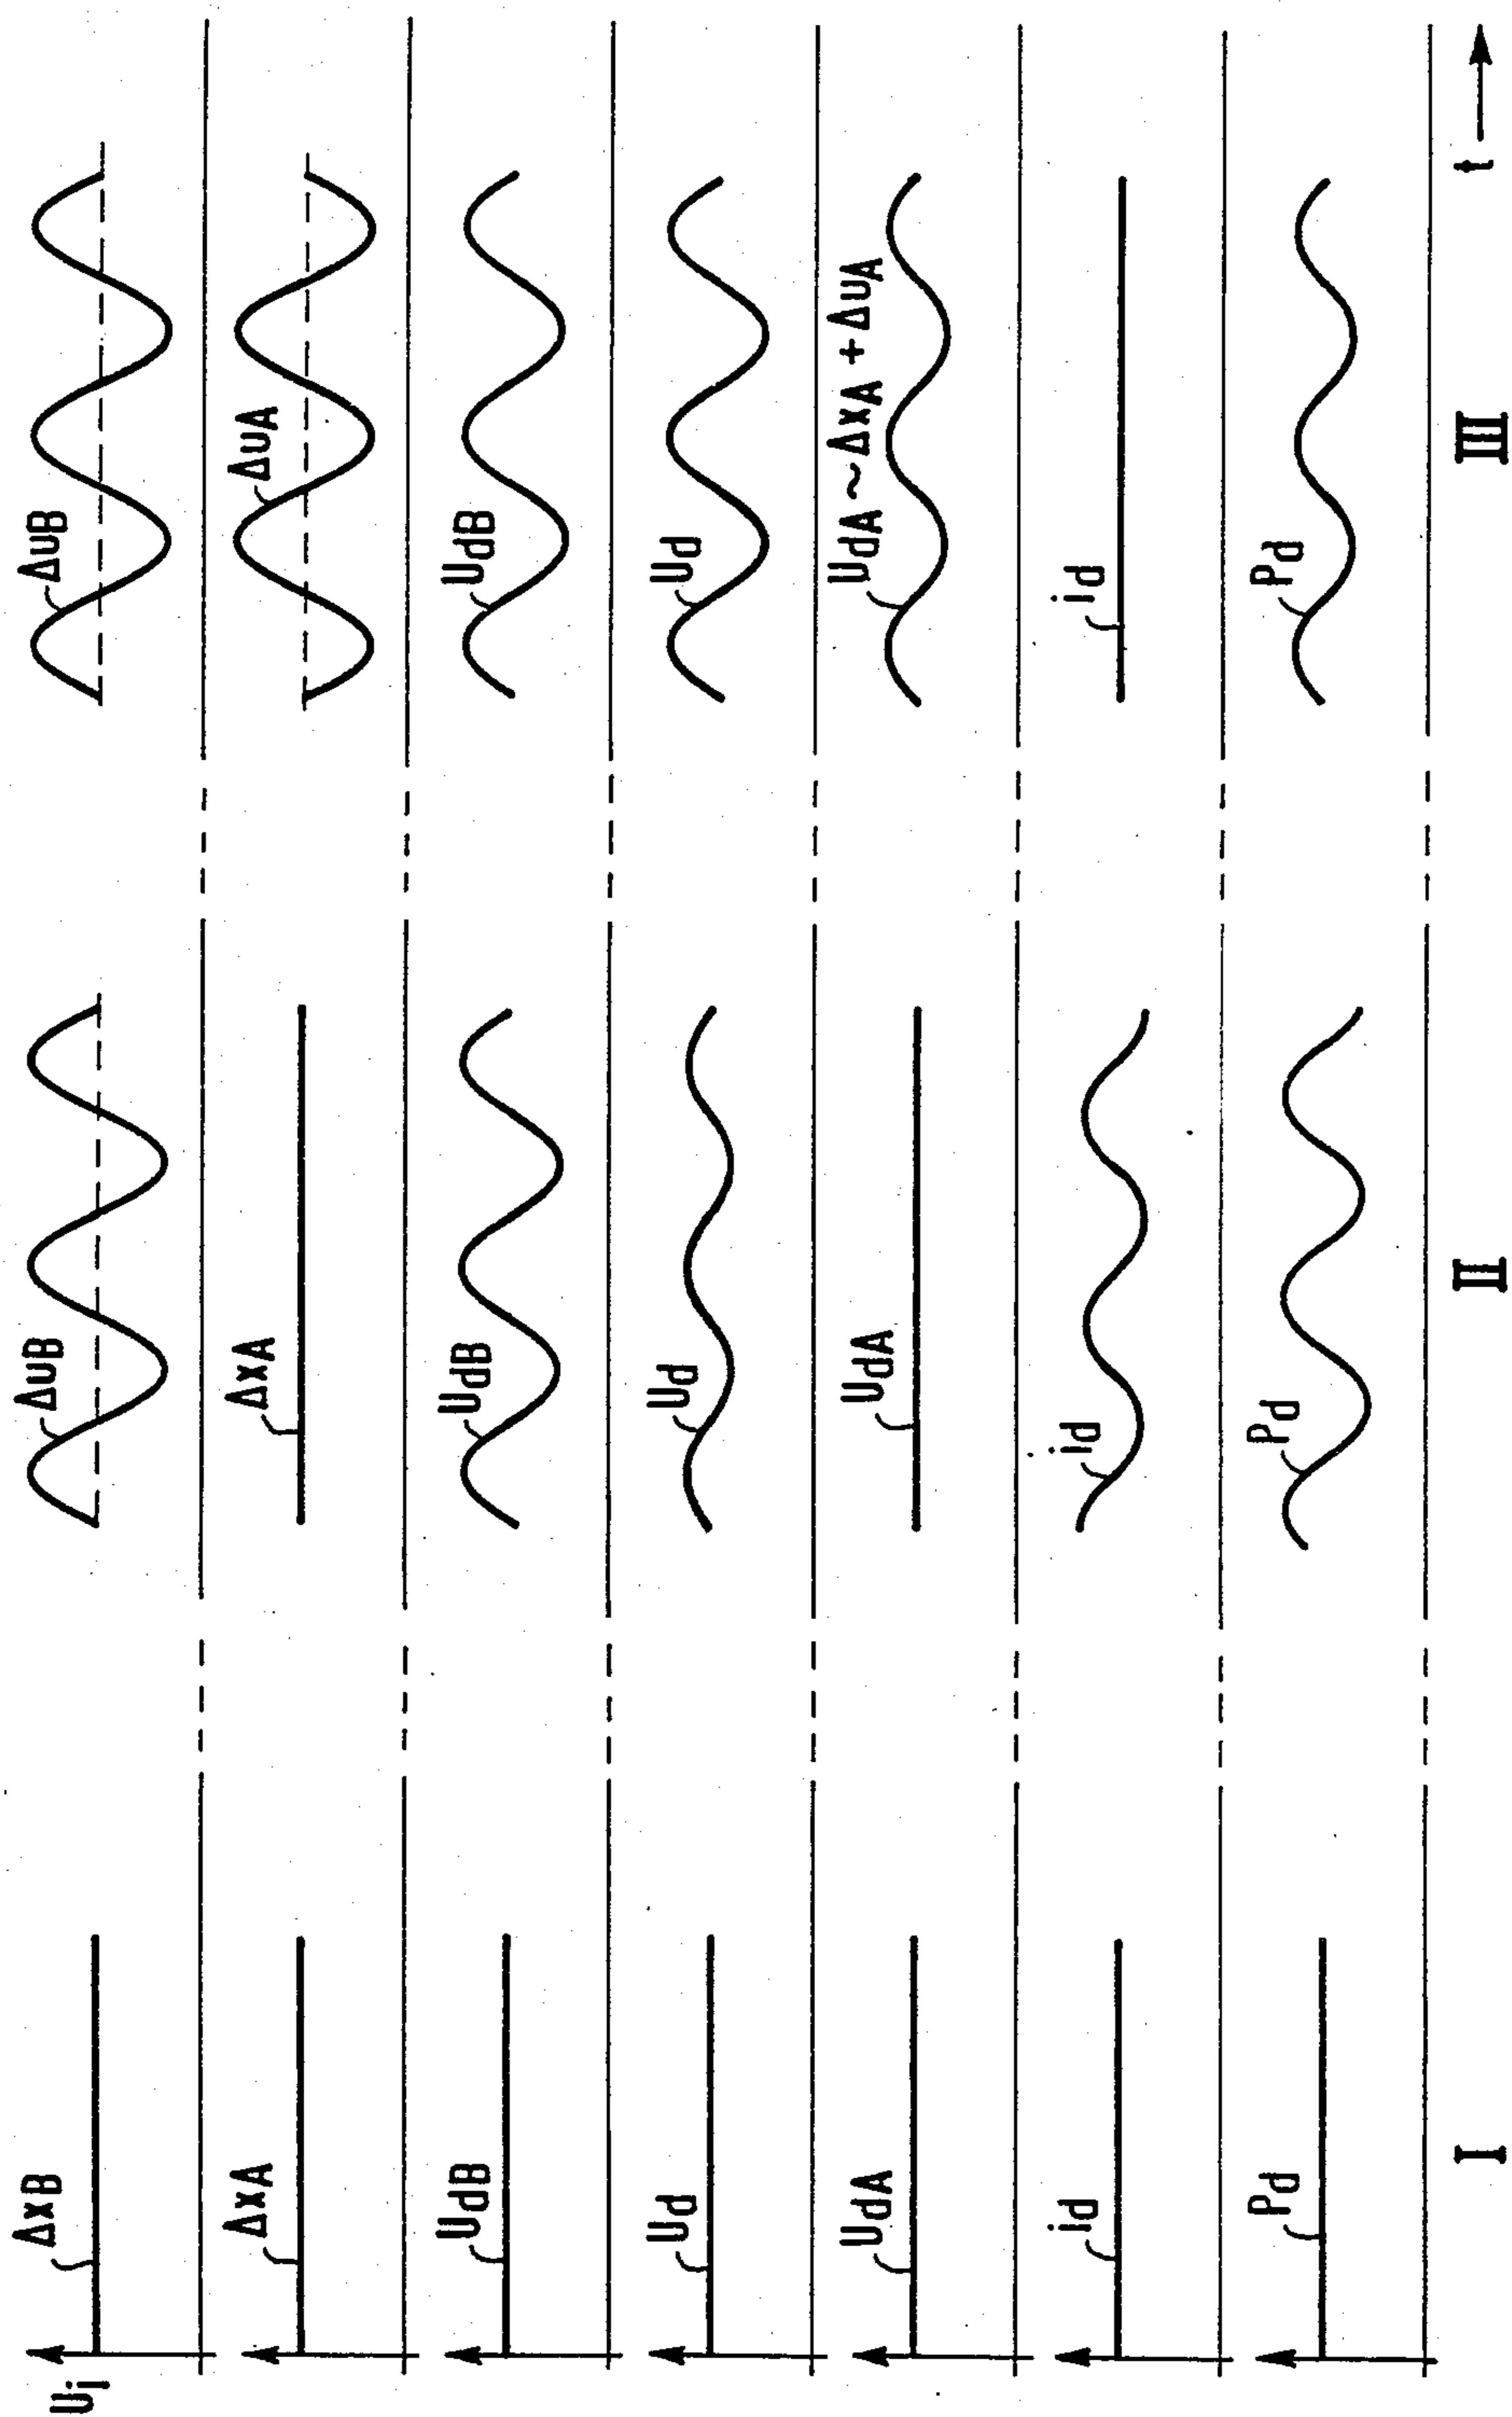 Ui ΔxB ΔuB ΔuB
ΔxA ΔxA ΔuA
UdB UdB UdB
Ud Ud Ud
UdA UdA UdA ~ ΔxA + ΔuA
id id id
Pd Pd Pd
I II III t